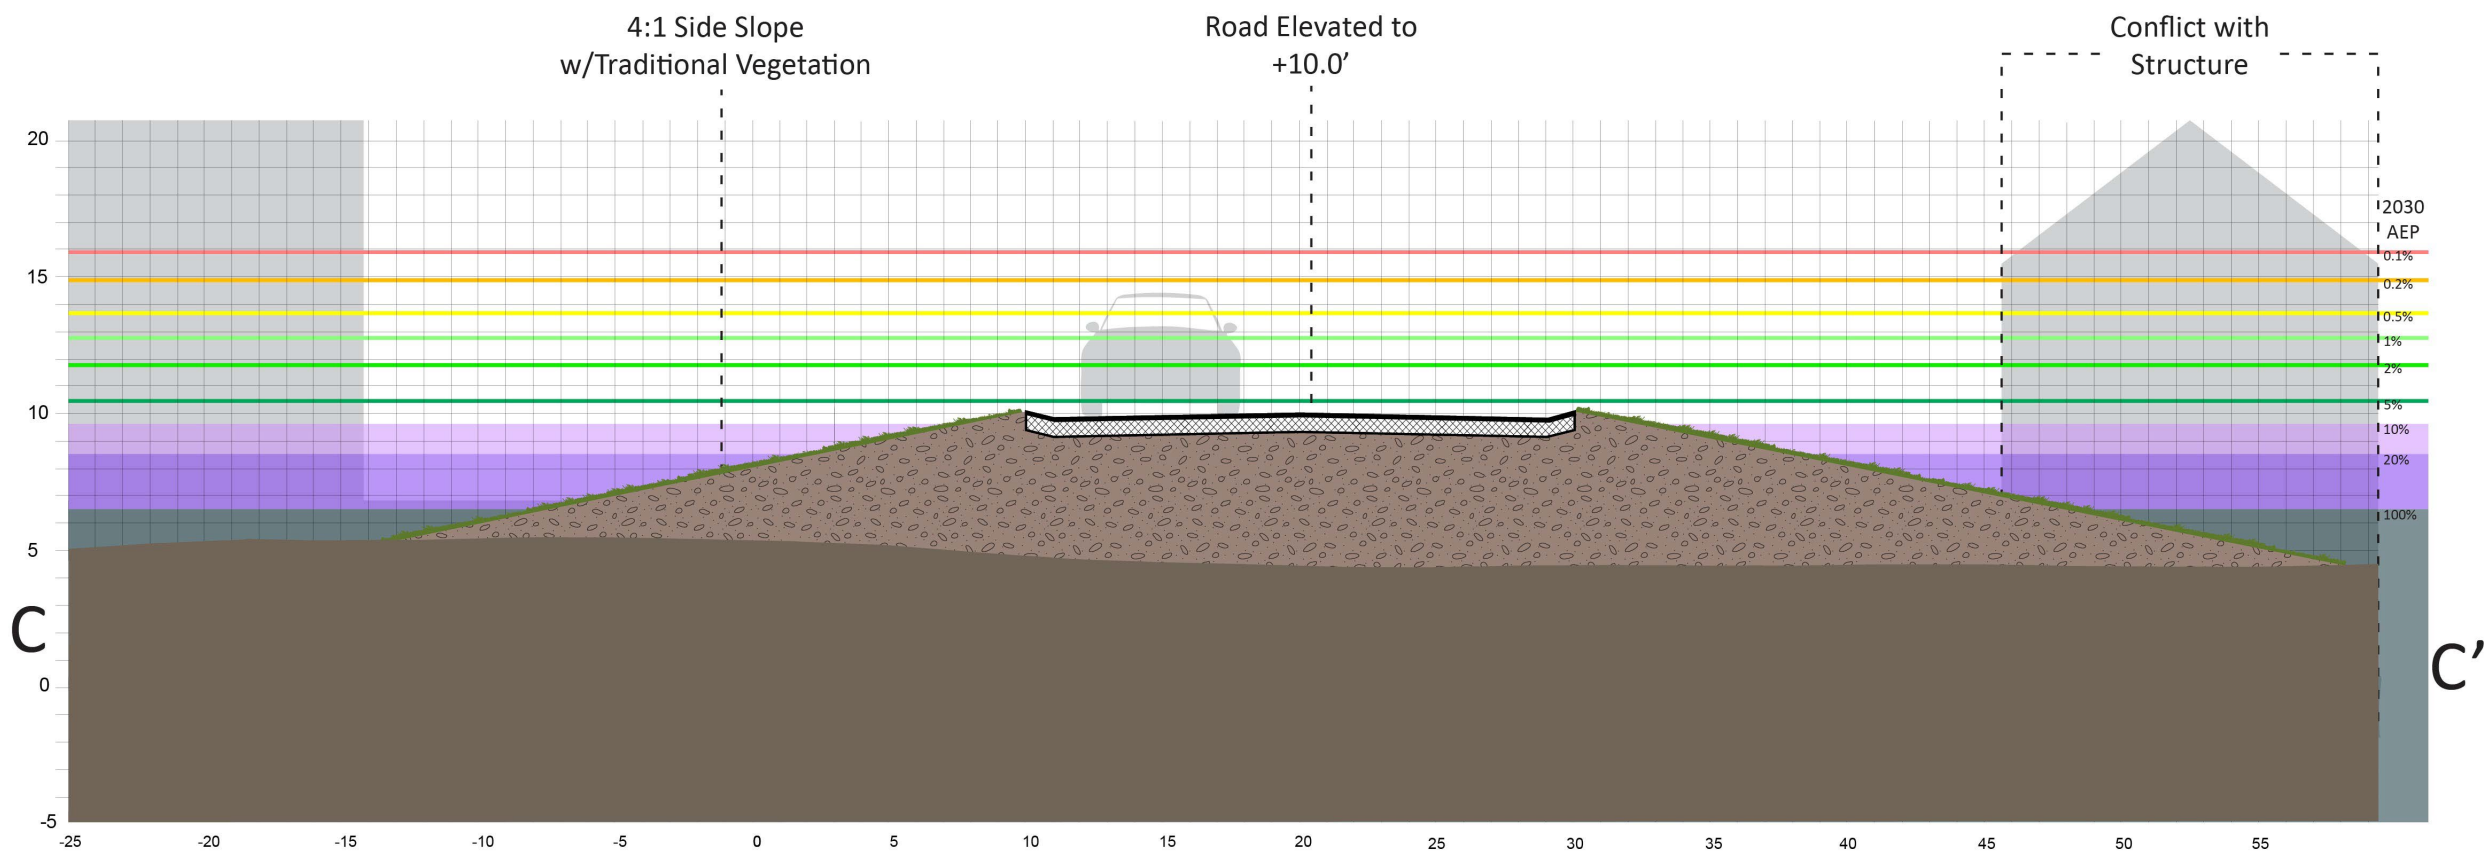 4:1 Side Slope
w/Traditional Vegetation
Road Elevated to
+10.0’
Conflict with
Structure
20
15
10
5
0
-5
2030
AEP
0.1%
0.2%
0.5%
1%
2%
5%
10%
20%
100%
C
C’
-25 -20 -15 -10 -5 0 5 10 15 20 25 30 35 40 45 50 55